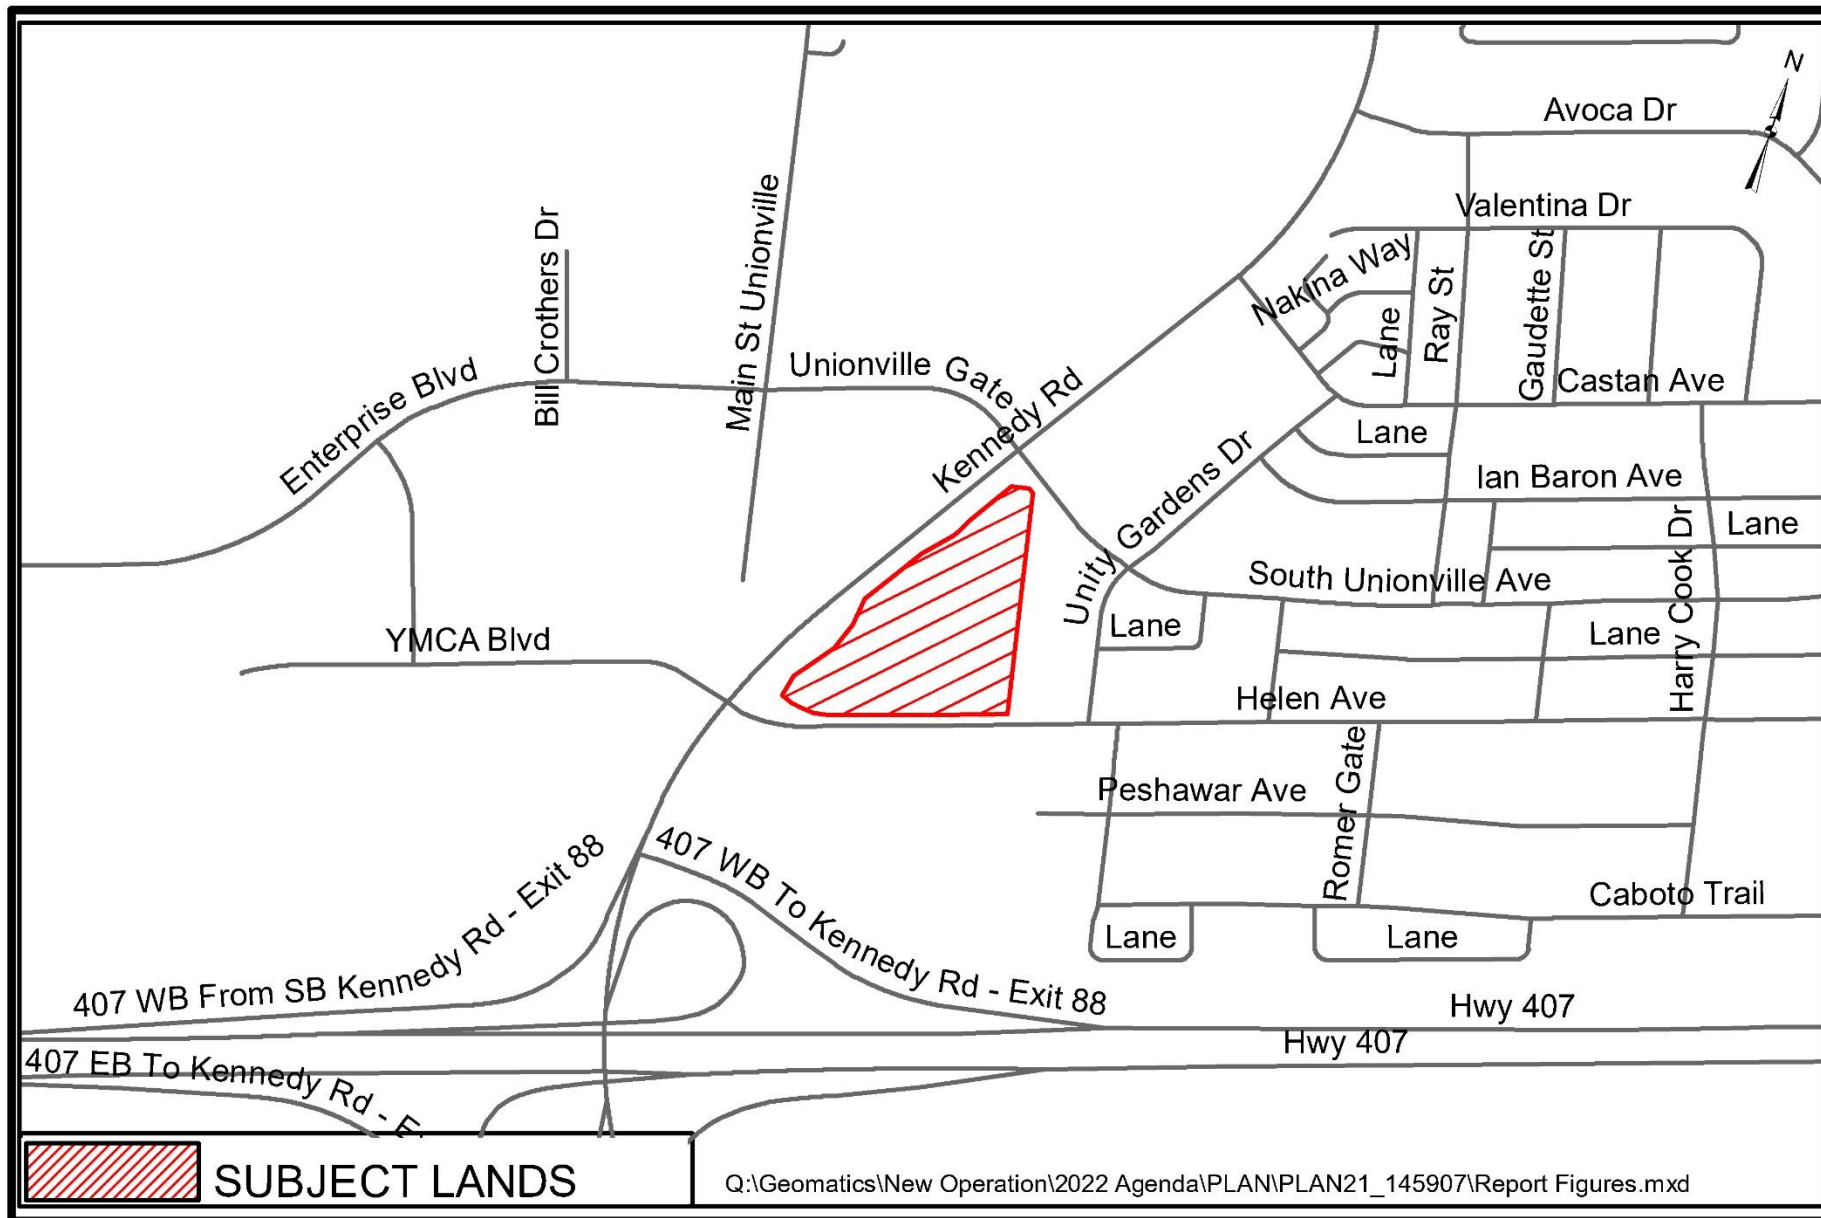 N
Avoca Dr
Valentina Dr
Nakina Way
Lane
Ray St
Gaudette St
Castan Ave
Bill Crothers Dr
Main St Unionville
Unionville Gate
Enterprise Blvd
Kennedy Rd
Lane
Ian Baron Ave
Unity Gardens Dr
Harry Cook Dr
Lane
South Unionville Ave
Lane
Lane
YMCA Blvd
Helen Ave
Romer Gate
Peshawar Ave
407 WB From SB Kennedy Rd - Exit 88
407 WB To Kennedy Rd - Exit 88
Caboto Trail
Lane
Lane
Hwy 407
Hwy 407
407 EB To Kennedy Rd -
SUBJECT LANDS
Q:\Geomatics\New Operation\2022 Agenda\PLAN\PLAN21_145907\Report Figures.mxd